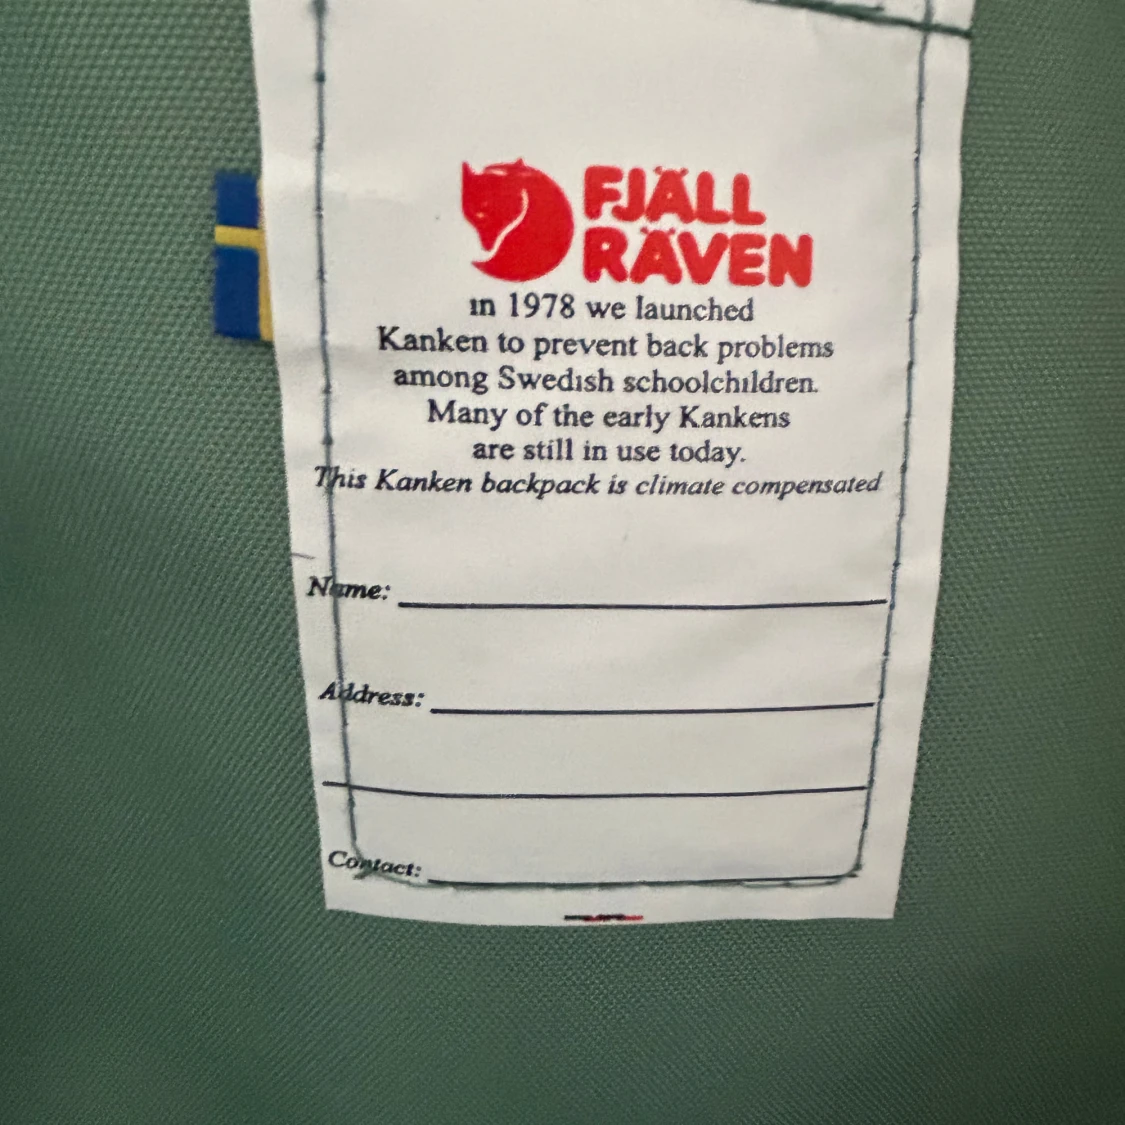 FJÄLL
RÄVEN
in 1978 we launched
Kanken to prevent back problems
among Swedish schoolchildren.
Many of the early Kankens
are still in use today.
This Kanken backpack is climate compensated
Name:
Address:
Contact: